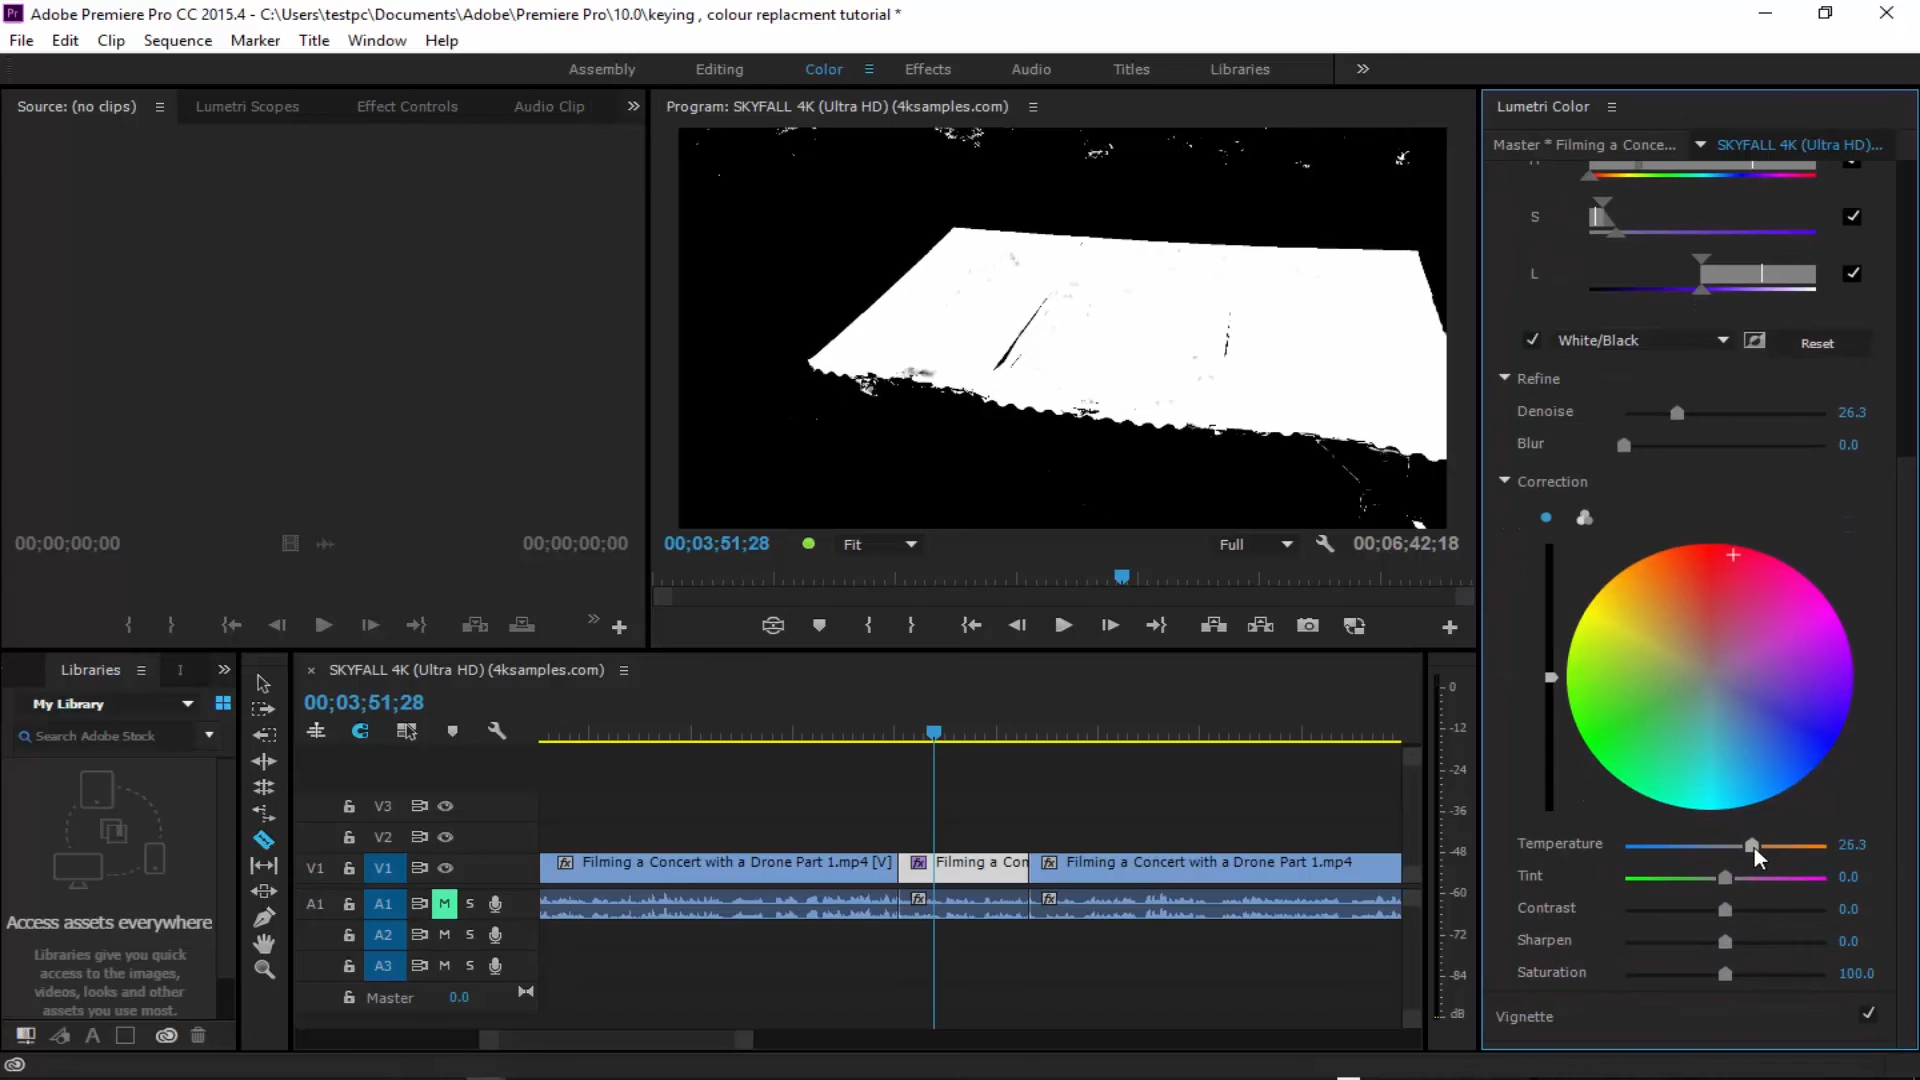 Pr Adobe Premiere Pro CC 2015.4 - C:\Users\testpc\Documents\Adobe\Premiere Pro\10.0\keying , colour replacment tutorial *
File Edit Clip Sequence Marker Title Window Help
Assembly Editing Color Effects Audio Titles Libraries
Source: (no clips) Lumetri Scopes Effect Controls Audio Clip
Program: SKYFALL 4K (Ultra HD) (4ksamples.com)
Lumetri Color
Master * Filming a Conce... SKYFALL 4K (Ultra HD)...
S
L
White/Black Reset
Refine
Denoise 26.3
Blur 0.0
Correction
00;00;00;00 00;00;00;00
00;03;51;28 Fit Full 00;06;42;18
Libraries
My Library
Search Adobe Stock
Access assets everywhere
Libraries give you quick
access to the images,
videos, looks and other
assets you use most.
SKYFALL 4K (Ultra HD) (4ksamples.com)
00;03;51;28
V3
V2
V1 V1 fx Filming a Concert with a Drone Part 1.mp4 [V] fx Filming a Con fx Filming a Concert with a Drone Part 1.mp4
A1 A1 M S fx fx
A2 M S
A3 M S
Master 0.0
0
-12
-24
-36
-48
-60
-72
-84
dB
Temperature 26.3
Tint 0.0
Contrast 0.0
Sharpen 0.0
Saturation 100.0
Vignette